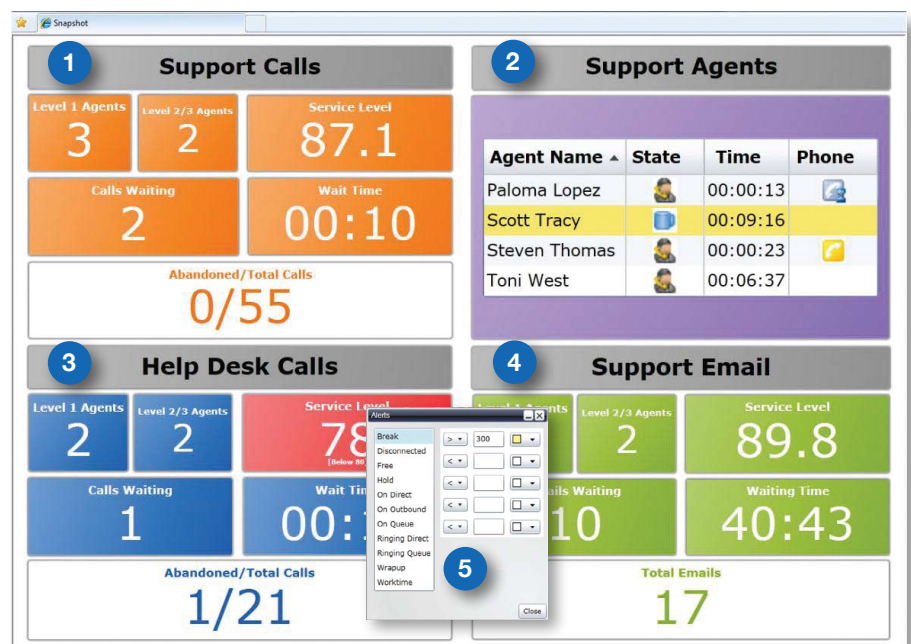 Snapshot
1
Support Calls
Level 1 Agents
3
Level 2/3 Agents
2
Service Level
87.1
Calls Waiting
2
Wait Time
00:10
Abandoned/Total Calls
0/55
2
Support Agents
Agent Name State Time Phone
Paloma Lopez 00:00:13
Scott Tracy 00:09:16
Steven Thomas 00:00:23
Toni West 00:06:37
3
Help Desk Calls
Level 1 Agents
2
Level 2/3 Agents
2
Service Level
78
[Below 80]
Calls Waiting
1
Wait Tim
00:
Abandoned/Total Calls
1/21
Alerts
Break
Disconnected
Free
Hold
On Direct
On Outbound
On Queue
Ringing Direct
Ringing Queue
Wrapup
Worktime
> 300
<
<
<
<
5
Close
4
Support Email
Level 2/3 Agents
2
Service Level
89.8
ails Waiting
10
Waiting Time
40:43
Total Emails
17